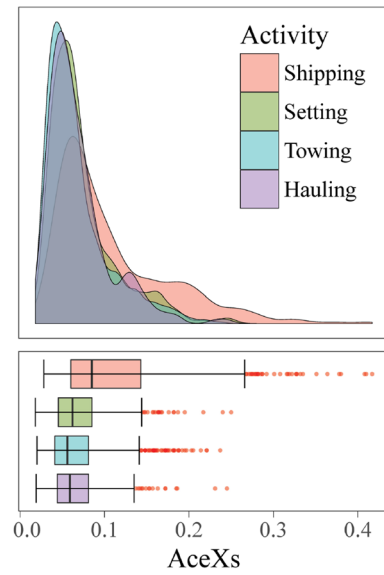 Activity
Shipping
Setting
Towing
Hauling
0.0 0.1 0.2 0.3 0.4
AceXs